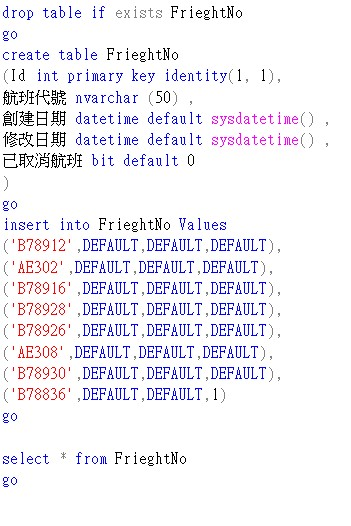 drop table if exists FrieghtNo
go
create table FrieghtNo
(Id int primary key identity(1, 1),
航班代號 nvarchar (50) ,
創建日期 datetime default sysdatetime() ,
修改日期 datetime default sysdatetime() ,
已取消航班 bit default 0
)
go
insert into FrieghtNo Values
('B78912',DEFAULT,DEFAULT,DEFAULT),
('AE302',DEFAULT,DEFAULT,DEFAULT),
('B78916',DEFAULT,DEFAULT,DEFAULT),
('B78928',DEFAULT,DEFAULT,DEFAULT),
('B78926',DEFAULT,DEFAULT,DEFAULT),
('AE308',DEFAULT,DEFAULT,DEFAULT),
('B78930',DEFAULT,DEFAULT,DEFAULT),
('B78836',DEFAULT,DEFAULT,1)
go
select * from FrieghtNo
go